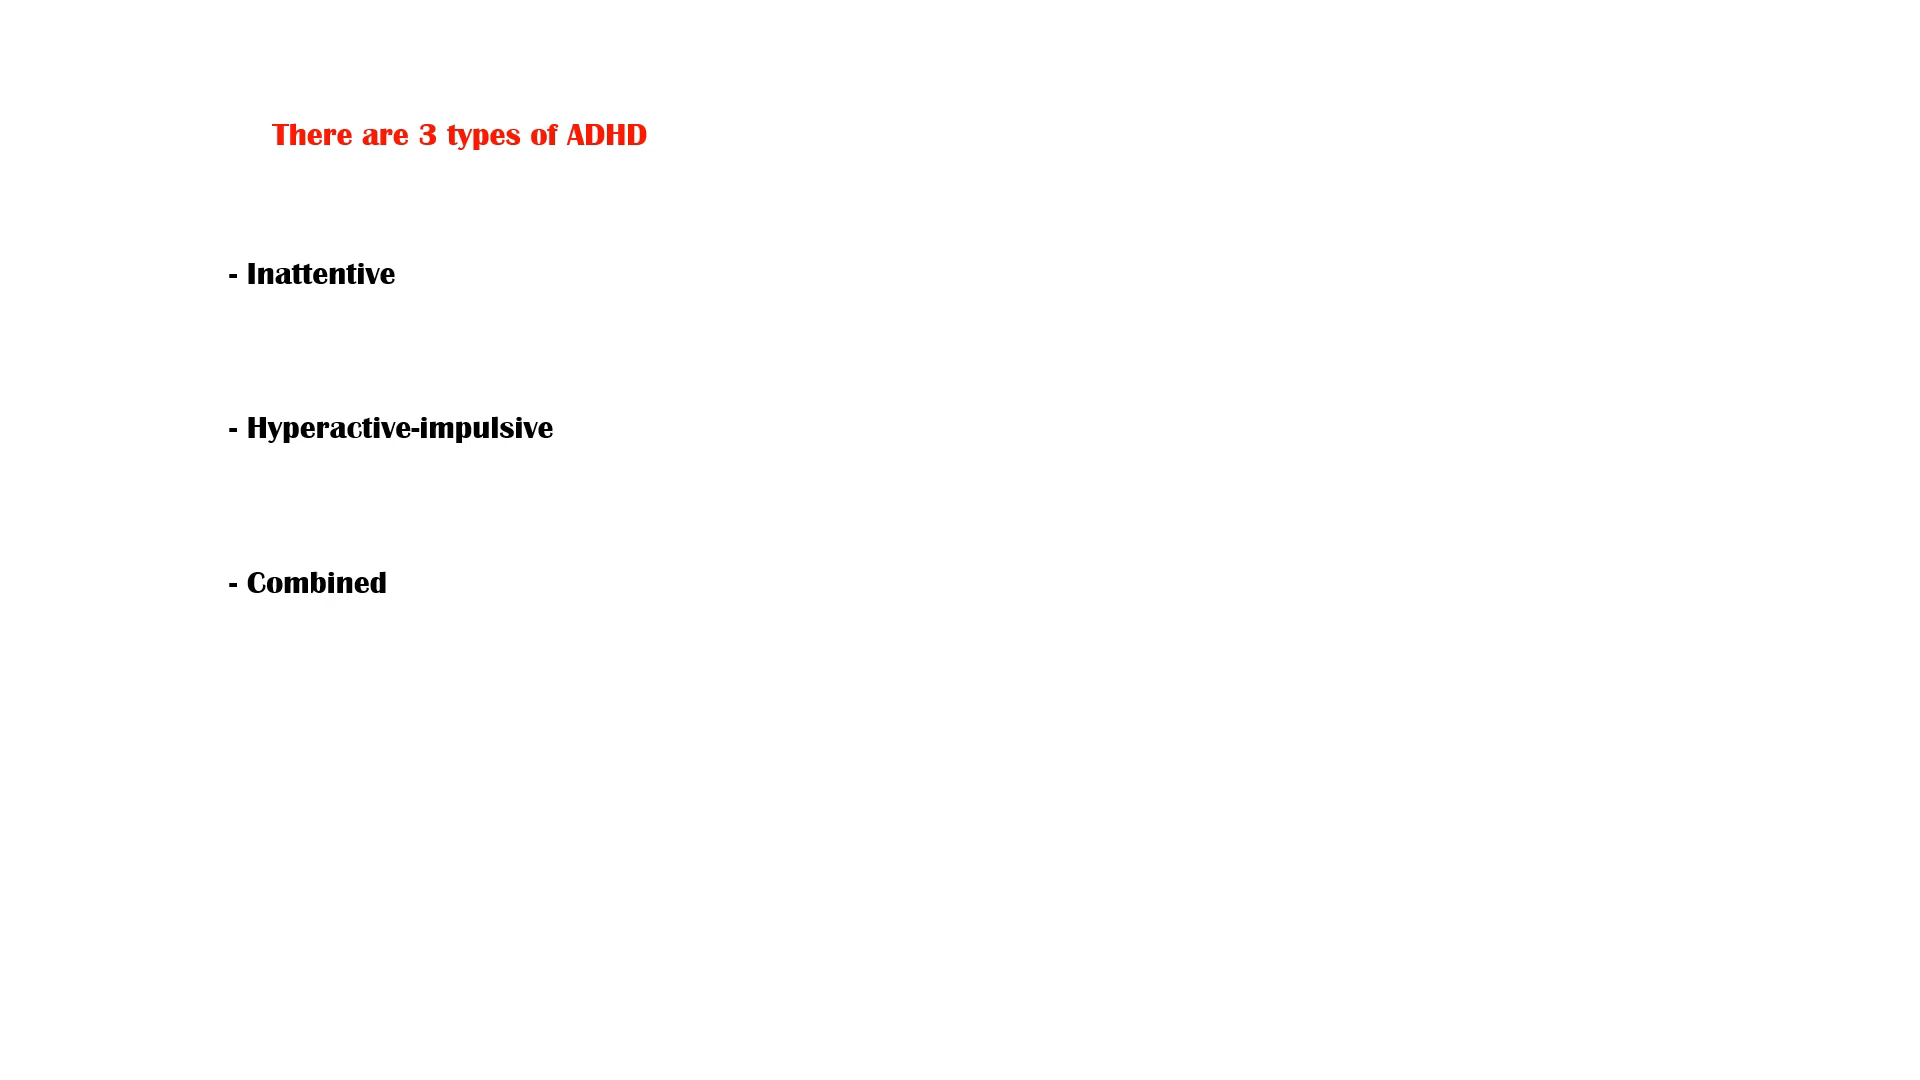 There are 3 types of ADHD
- Inattentive
- Hyperactive-impulsive
- Combined